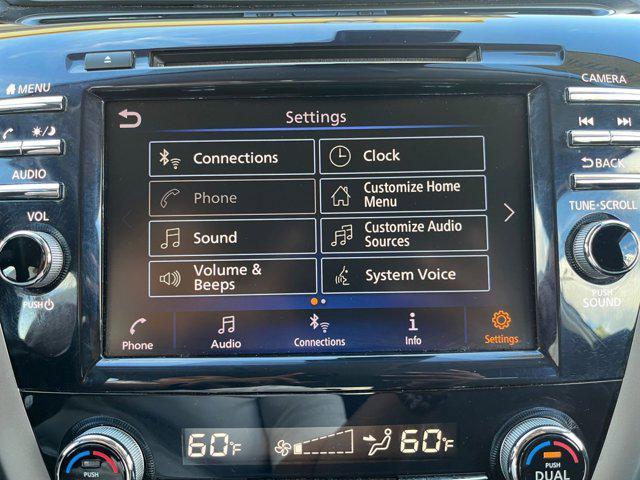 MENU
CAMERA
Settings
Connections
Clock
Phone
Customize Home
Menu
Sound
Customize Audio
Sources
Volume &
Beeps
System Voice
Phone
Audio
Connections
Info
Settings
AUDIO
VOL
PUSH
BACK
TUNE·SCROLL
PUSH
SOUND
60°F
60°F
PUSH
PUSH
DUAL